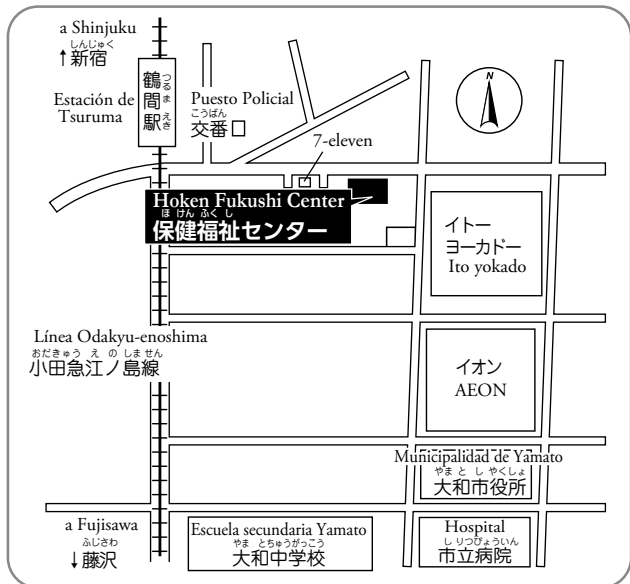 a Shinjuku
しんじゅく
↑新宿
Estación de
Tsuruma
つるまえき
鶴間駅
Puesto Policial
こうばん
交番
7-eleven
N
Hoken Fukushi Center
ほけんふくし
保健福祉センター
イトー
ヨーカドー
Ito yokado
Línea Odakyu-enoshima
おだきゅうえのしません
小田急江ノ島線
イオン
AEON
Municipalidad de Yamato
やまとしやくしょ
大和市役所
a Fujisawa
ふじさわ
↓藤沢
Escuela secundaria Yamato
やまとちゅうがっこう
大和中学校
Hospital
しりつびょういん
市立病院